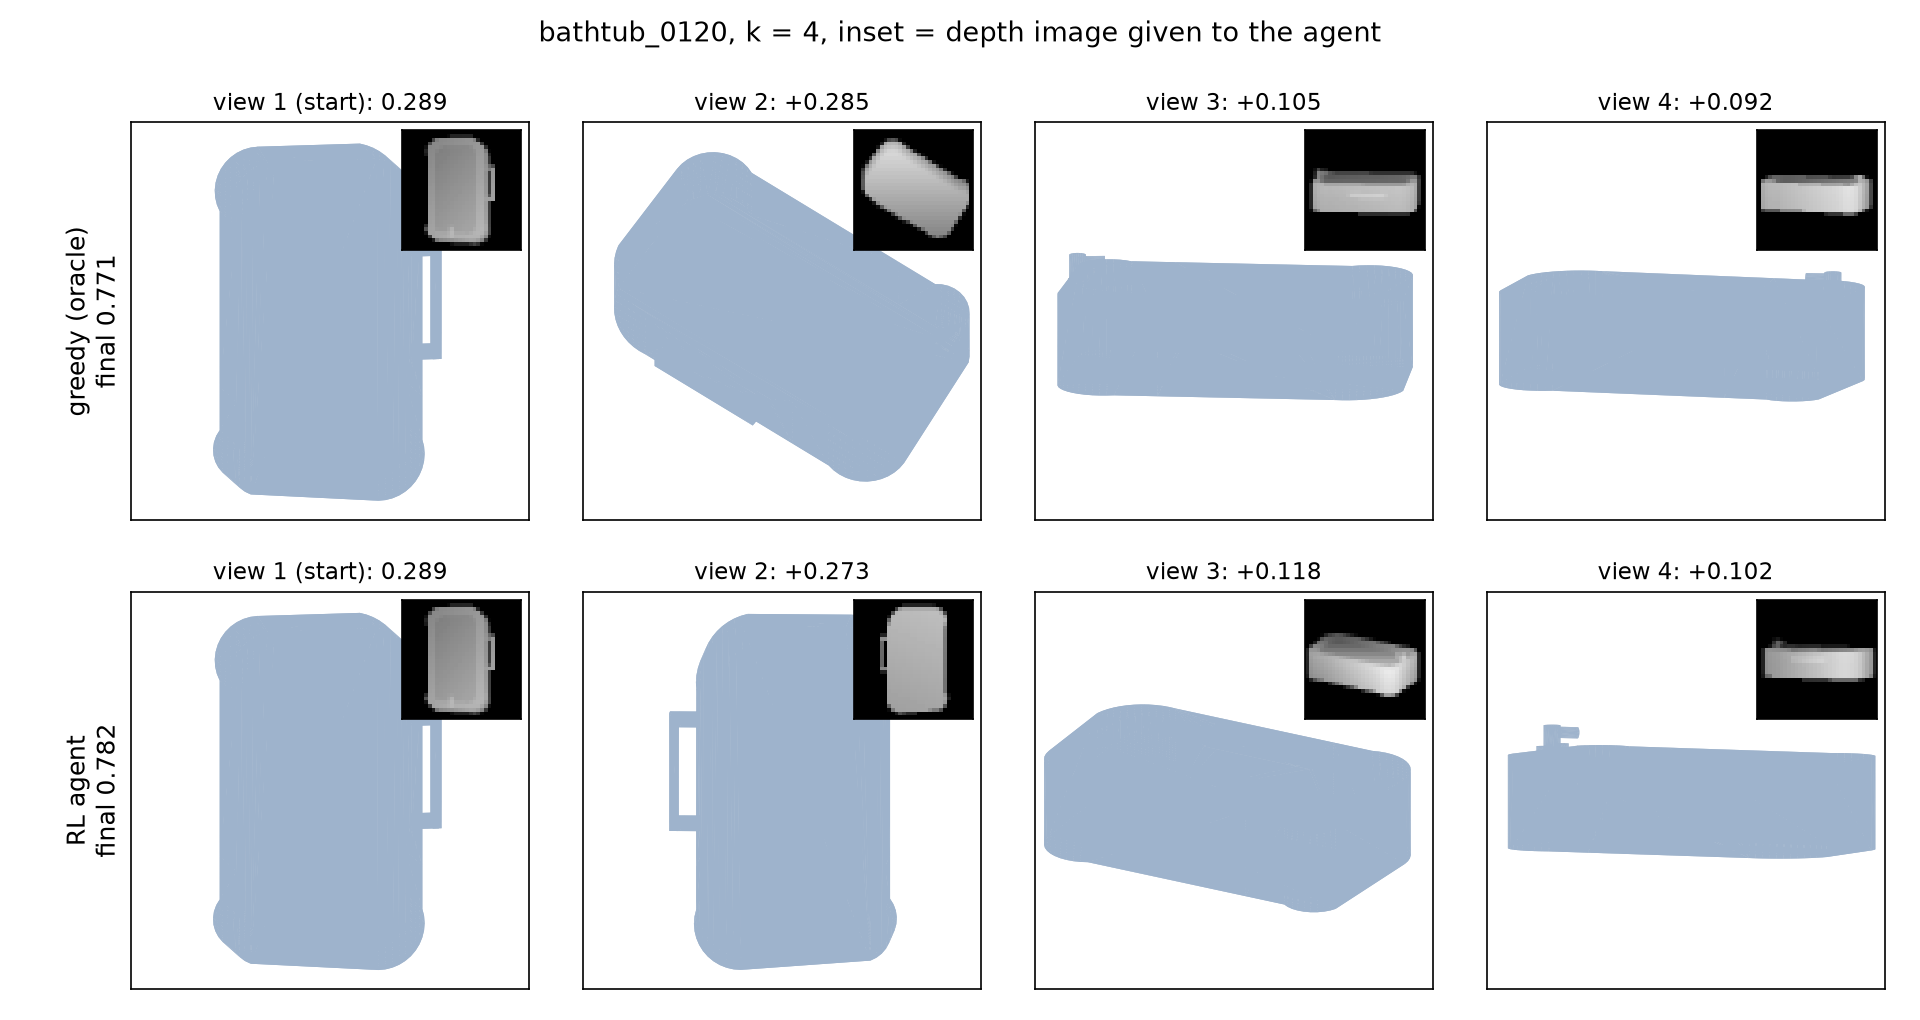 bathtub_0120, k = 4, inset = depth image given to the agent
view 1 (start): 0.289
view 2: +0.285
view 3: +0.105
view 4: +0.092
greedy (oracle)
final 0.771
view 1 (start): 0.289
view 2: +0.273
view 3: +0.118
view 4: +0.102
RL agent
final 0.782